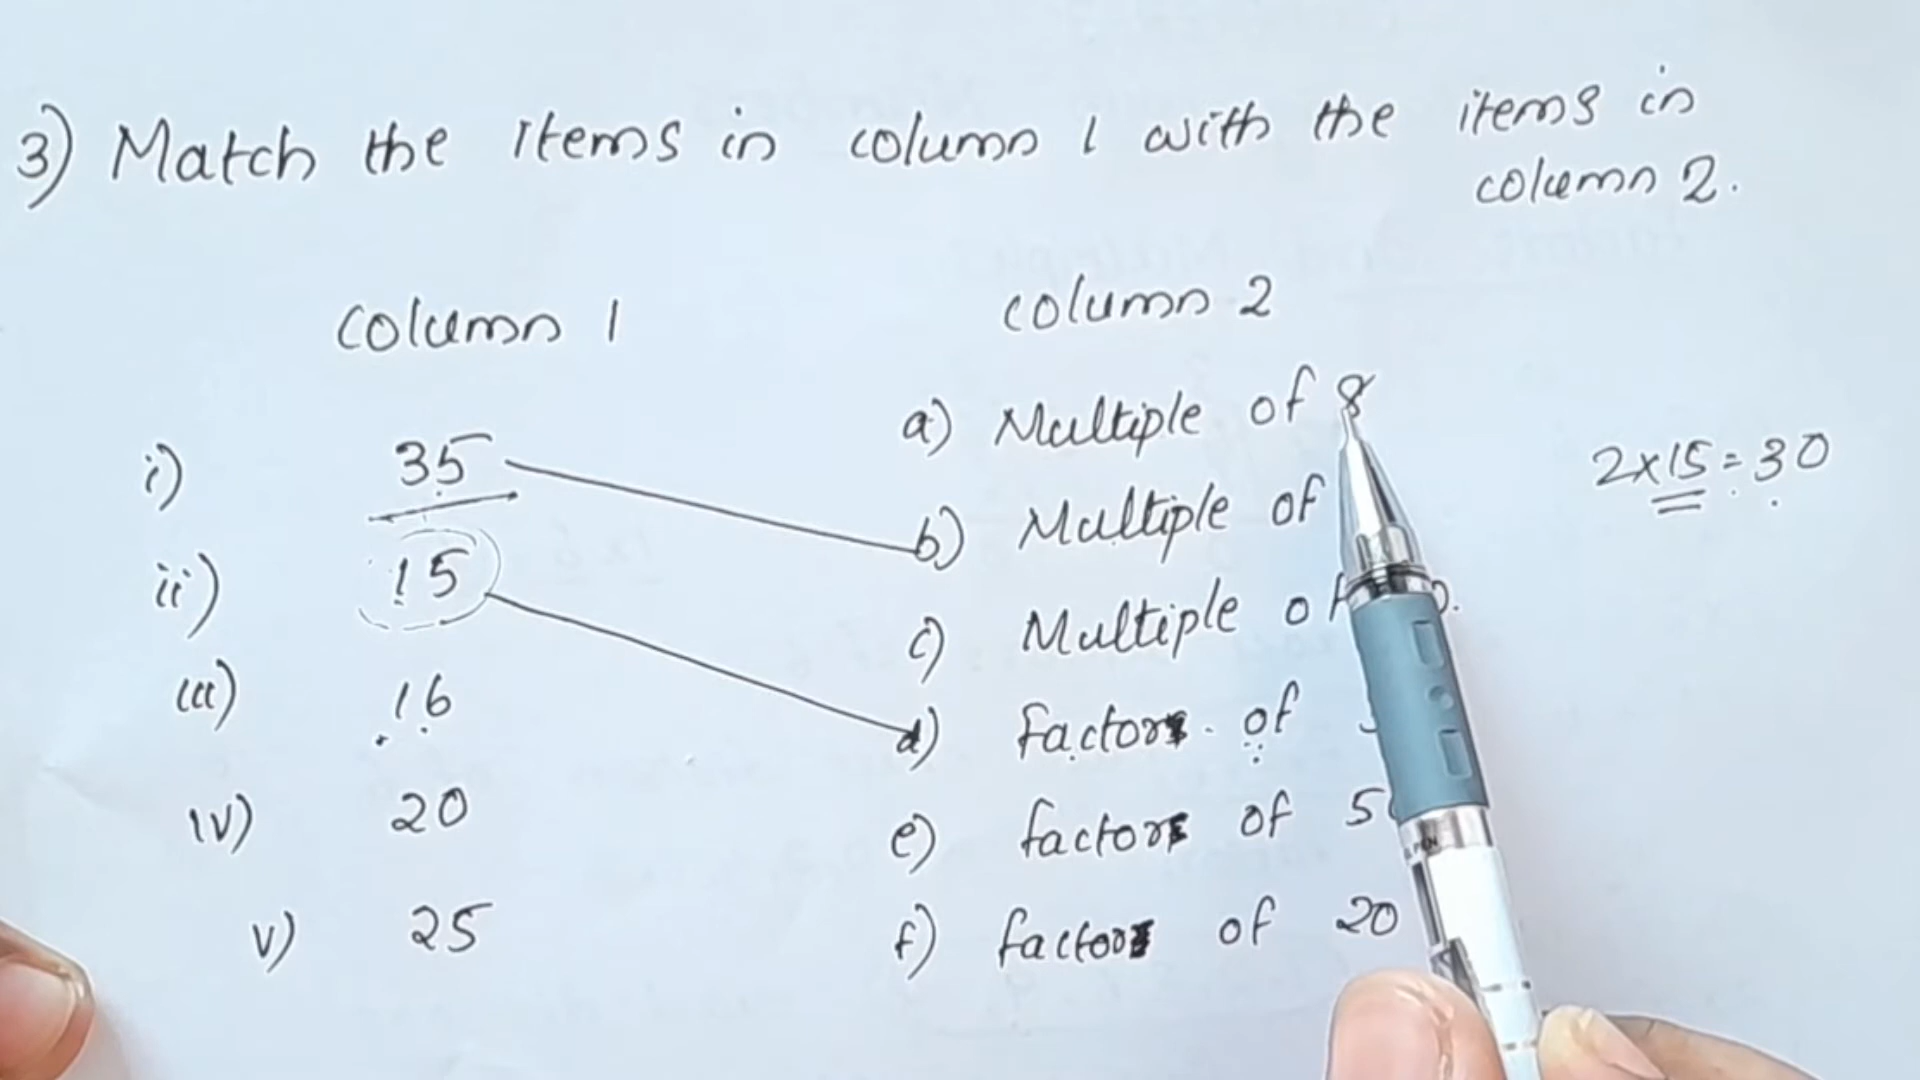 3) Match the items in column 1 with the items in
column 2.
column 1 column 2
i) 35 a) Multiple of 8
2x15=30
ii) 15 b) Multiple of
iii) 16 c) Multiple of
iv) 20 d) factors of
v) 25 e) factors of
f) factors of 20